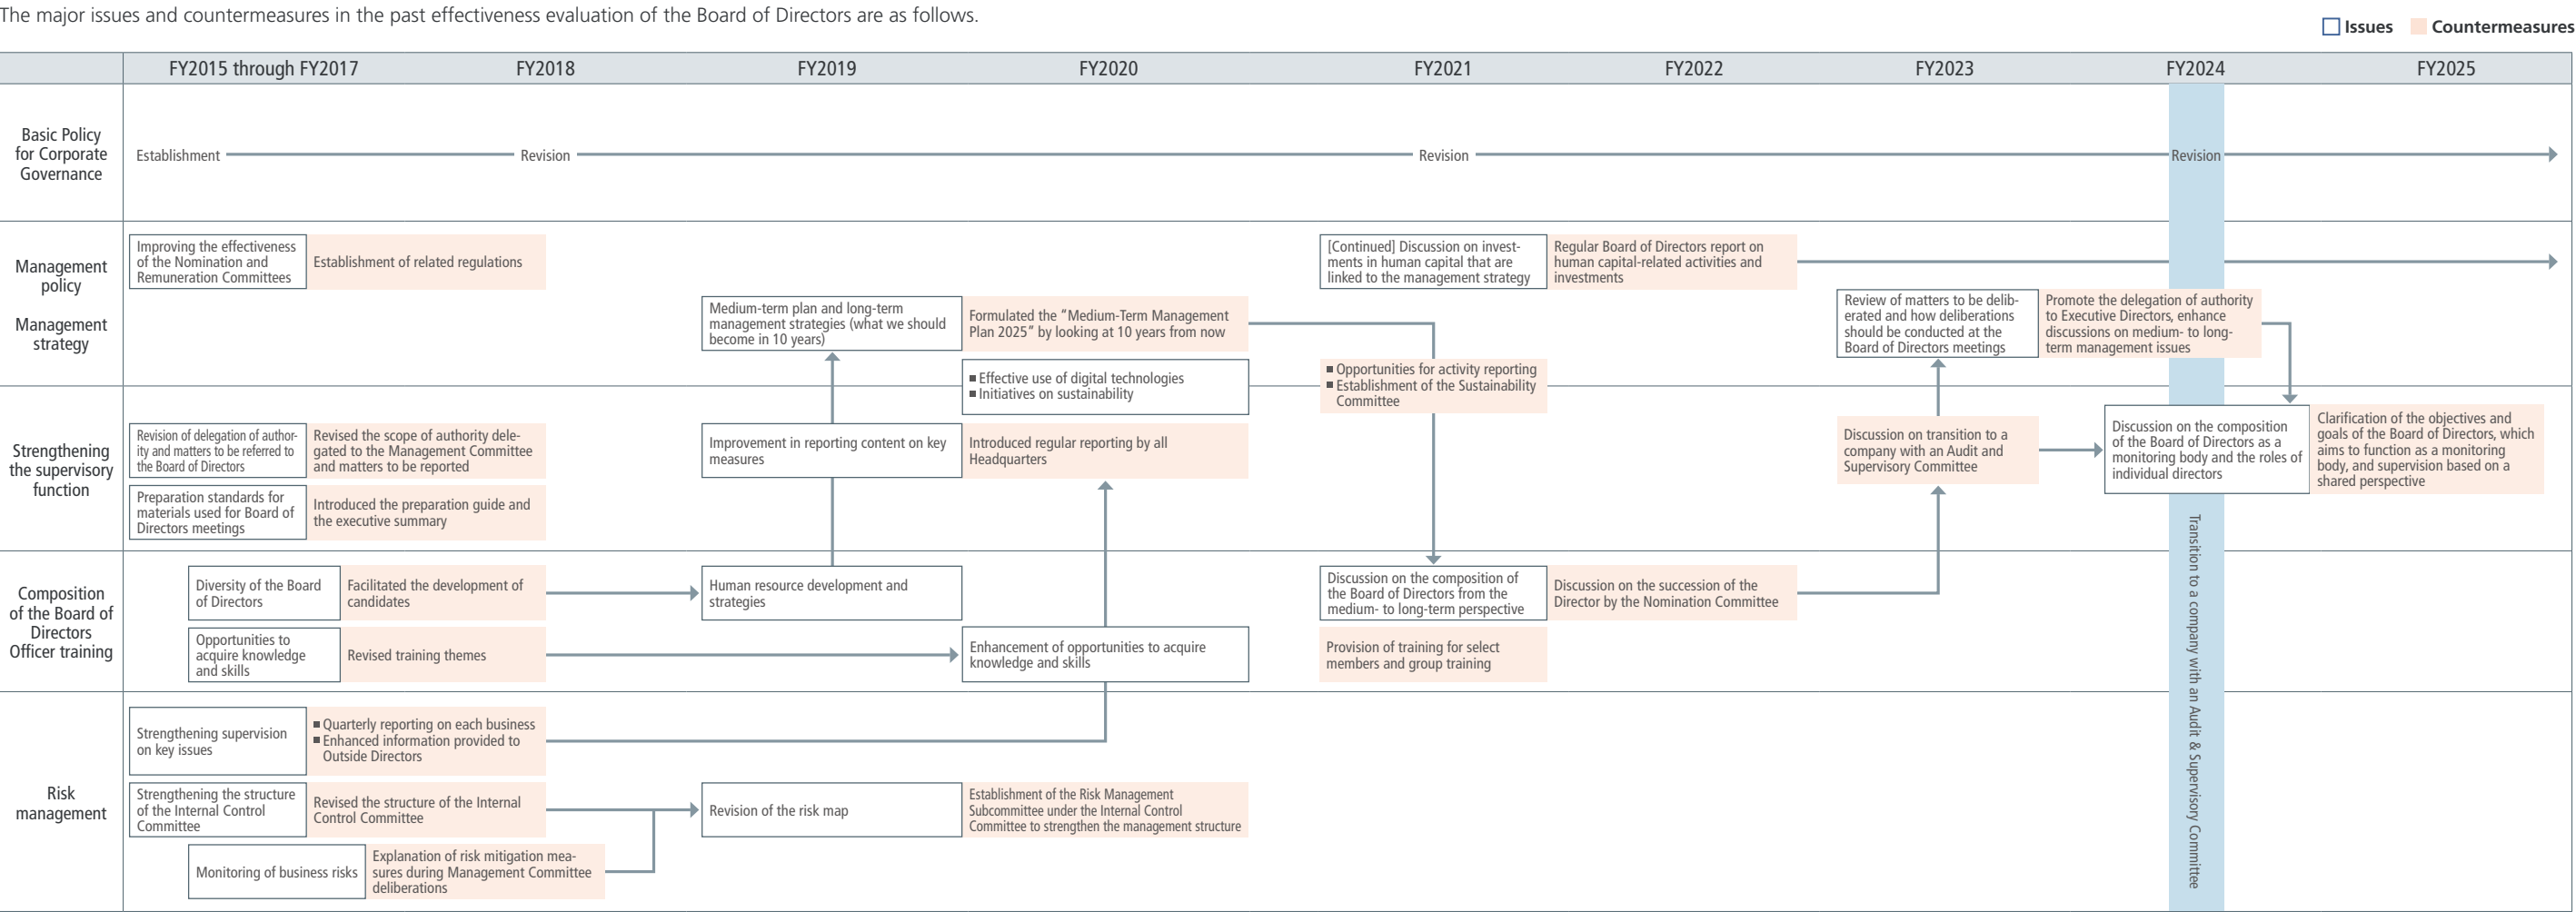 The major issues and countermeasures in the past effectiveness evaluation of the Board of Directors are as follows.
Issues
Countermeasures
FY2015 through FY2017
FY2018
FY2019
FY2020
FY2021
FY2022
FY2023
FY2024
FY2025
Basic Policy
for Corporate
Governance
Establishment
Revision
Revision
Revision
Management
policy
Management
strategy
Improving the effectiveness
of the Nomination and
Remuneration Committees
Establishment of related regulations
Medium-term plan and long-term
management strategies (what we should
become in 10 years)
Formulated the “Medium-Term Management
Plan 2025” by looking at 10 years from now
■ Effective use of digital technologies
■ Initiatives on sustainability
[Continued] Discussion on invest-
ments in human capital that are
linked to the management strategy
Regular Board of Directors report on
human capital-related activities and
investments
■ Opportunities for activity reporting
■ Establishment of the Sustainability
Committee
Review of matters to be delib-
erated and how deliberations
should be conducted at the
Board of Directors meetings
Promote the delegation of authority
to Executive Directors, enhance
discussions on medium- to long-
term management issues
Strengthening
the supervisory
function
Revision of delegation of author-
ity and matters to be referred to
the Board of Directors
Revised the scope of authority dele-
gated to the Management Committee
and matters to be reported
Preparation standards for
materials used for Board of
Directors meetings
Introduced the preparation guide and
the executive summary
Improvement in reporting content on key
measures
Introduced regular reporting by all
Headquarters
Discussion on transition to a
company with an Audit and
Supervisory Committee
Discussion on the composition
of the Board of Directors as a
monitoring body and the roles of
individual directors
Clarification of the objectives and
goals of the Board of Directors, which
aims to function as a monitoring
body, and supervision based on a
shared perspective
Composition
of the Board of
Directors
Officer training
Diversity of the Board
of Directors
Facilitated the development of
candidates
Human resource development and
strategies
Opportunities to
acquire knowledge
and skills
Revised training themes
Enhancement of opportunities to acquire
knowledge and skills
Discussion on the composition of
the Board of Directors from the
medium- to long-term perspective
Discussion on the succession of the
Director by the Nomination Committee
Provision of training for select
members and group training
Risk
management
Strengthening supervision
on key issues
■ Quarterly reporting on each business
■ Enhanced information provided to
Outside Directors
Strengthening the structure
of the Internal Control
Committee
Revised the structure of the Internal
Control Committee
Revision of the risk map
Establishment of the Risk Management
Subcommittee under the Internal Control
Committee to strengthen the management structure
Monitoring of business risks
Explanation of risk mitigation mea-
sures during Management Committee
deliberations
Transition to a company with an Audit & Supervisory Committee